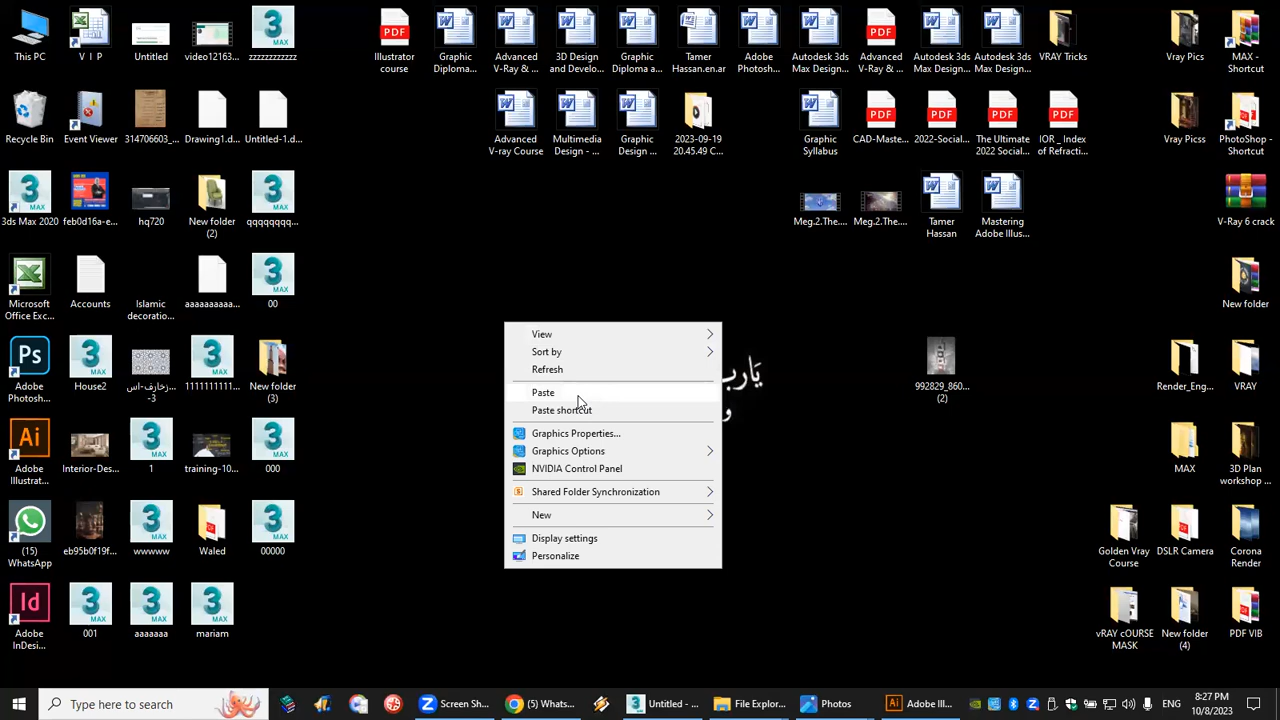 This PC
V I P
Untitled
video12163...
zzzzzzzzzzzz
Illustrator
course
Graphic
Diploma...
Advanced
V-Ray & ...
3D Design
and Develo...
Graphic
Diploma a...
Tamer
Hassan.en.ar
Adobe
Photosh...
Autodesk 3ds
Max Design...
Advanced
V-Ray & ...
Autodesk 3ds
Max Design...
Autodesk 3ds
Max Design...
VRAY Tricks
Vray Pics
MAX -
Shortcut
Recycle Bin
Event Viewer
314706603_...
Drawing1.d...
Untitled-1.d...
Advanced
V-ray Course
Multimedia
Design - ...
Graphic
Design ...
2023-09-19
20.45.49 C...
Graphic
Syllabus
CAD-Maste...
2022-Social...
The Ultimate
2022 Social...
IOR _ Index
of Refracti...
Vray Picss
PhotoShop -
Shortcut
3ds Max 2020
feb0d16a-e...
hq720
New folder
(2)
qqqqqqqq...
Meg.2.The....
Meg.2.The....
Tamer
Hassan
Mastering
Adobe Illus...
V-Ray 6 crack
Microsoft
Office Exc...
Accounts
Islamic
decoratio...
aaaaaaaaaa...
00
New folder
View
Sort by
Refresh
Paste
Paste shortcut
Graphics Properties...
Graphics Options
NVIDIA Control Panel
Shared Folder Synchronization
New
Display settings
Personalize
Adobe
Photosh...
House2
زخارف-اس...
1111111111...
New folder
(3)
992829_860...
(2)
Render_Eng...
VRAY
Adobe
Illustrat...
Interior-Des...
1
training-10...
000
MAX
3D Plan
workshop ...
(15)
WhatsApp
eb95b0f19f...
wwwww
Waled
00000
Golden Vray
Course
DSLR Camera
Corona
Render
Adobe
InDesi...
001
aaaaaaa
mariam
vRAY cOURSE
MASK
New folder
(4)
PDF VIB
Type here to search
Screen Sh...
(5) Whats...
Untitled - ...
File Explor...
Photos
Adobe Ill...
ENG
8:27 PM
10/8/2023